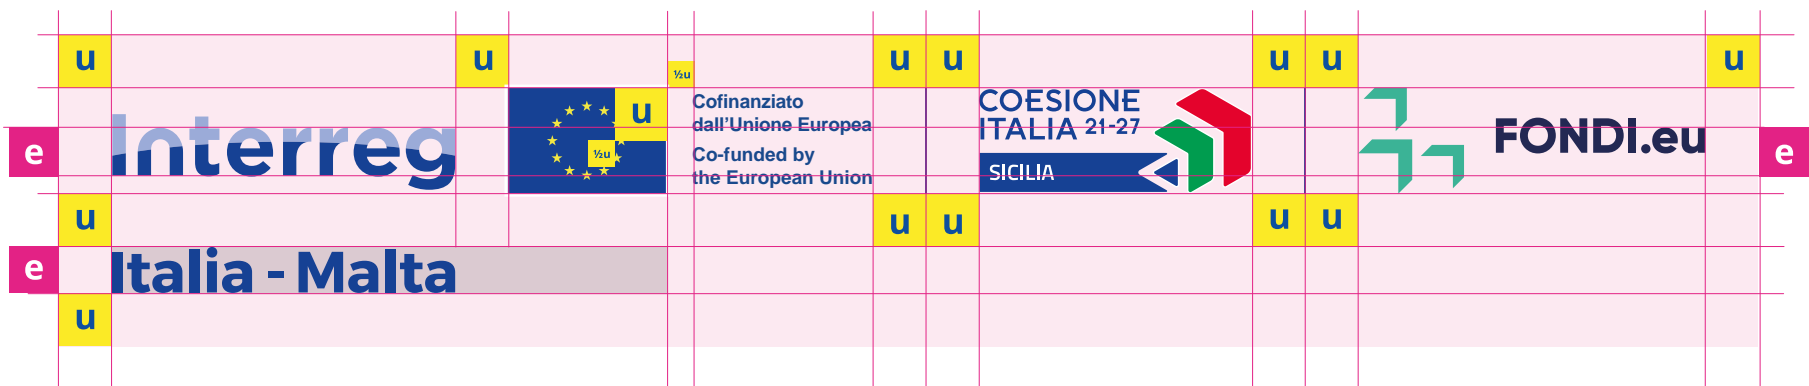 u u u u u u u
½u
Interreg
u
½u
Cofinanziato
dall'Unione Europea
Co-funded by
the European Union
COESIONE
ITALIA 21-27
SICILIA
FONDI.eu
e e
u u u u u
e
Italia - Malta
u